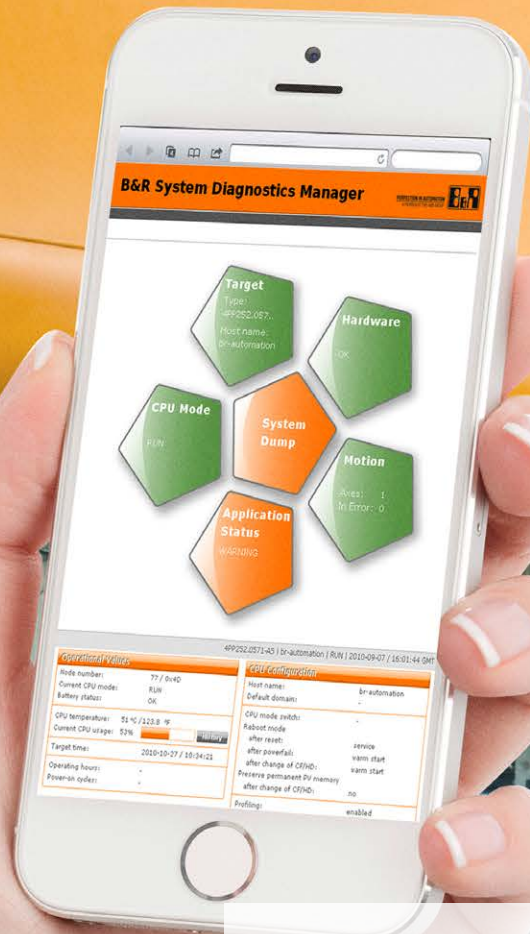 B&R System Diagnostics Manager
PERFECTION IN AUTOMATION
B&R
Target
Type:
4PP252.057..
Host name:
br-automation
Hardware
OK
CPU Mode
RUN
System
Dump
Motion
Axes: 1
In Error: 0
Application
Status
WARNING
4PP252.0571-A5 | br-automation | RUN | 2010-09-07 / 16:01:44 GMT
Operational Values
Node number: 77 / 0x4D
Current CPU mode: RUN
Battery status: OK
CPU temperature: 51 °C /123.8 °F
Current CPU usage: 53% History
Target time: 2010-10-27 / 10:34:21
Operating hours: -
Power-on cycles: -
CPU Configuration
Host name: br-automation
Default domain: -
CPU mode switch: -
Reboot mode
after reset: service
after powerfail: warm start
after change of CF/HD: warm start
Preserve permanent PV memory
after change of CF/HD: no
Profiling: enabled